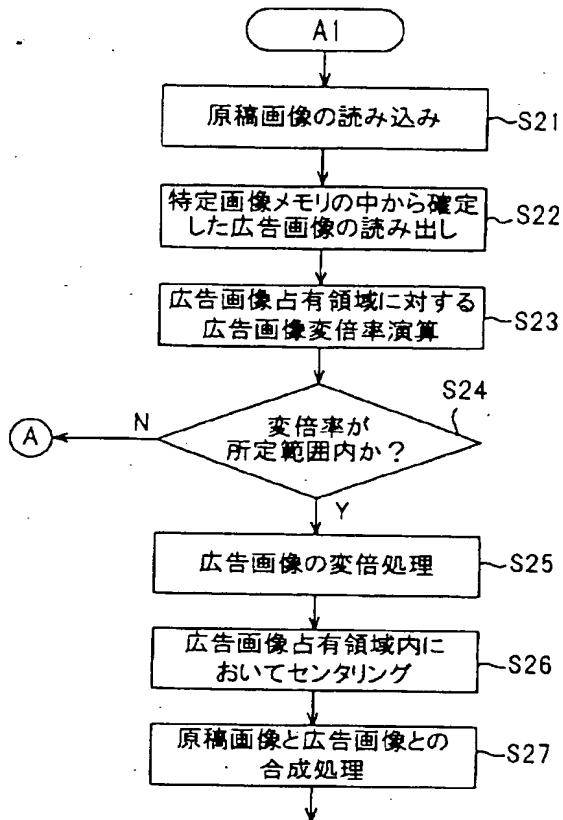 A1
原稿画像の読み込み
S21
特定画像メモリの中から確定
した広告画像の読み出し
S22
広告画像占有領域に対する
広告画像変倍率演算
S23
S24
変倍率が
所定範囲内か?
N
A
Y
広告画像の変倍処理
S25
広告画像占有領域内に
おいてセンタリング
S26
原稿画像と広告画像との
合成処理
S27